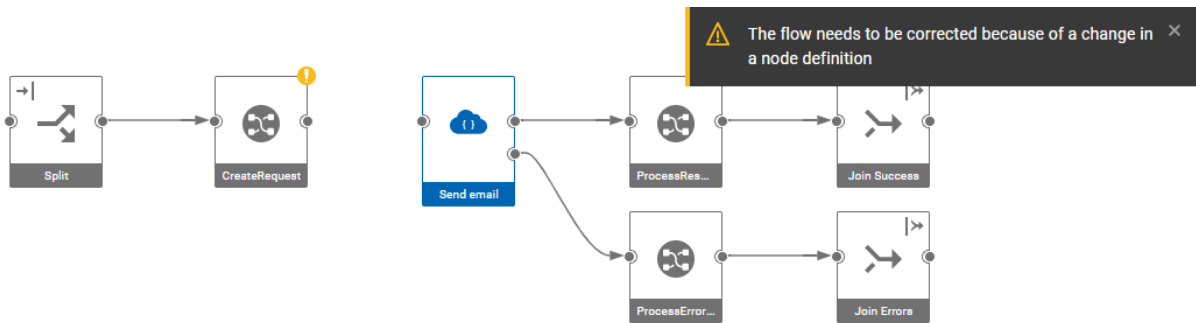 The flow needs to be corrected because of a change in
a node definition
Split
CreateRequest
Send email
ProcessRes...
Join Success
ProcessError...
Join Errors